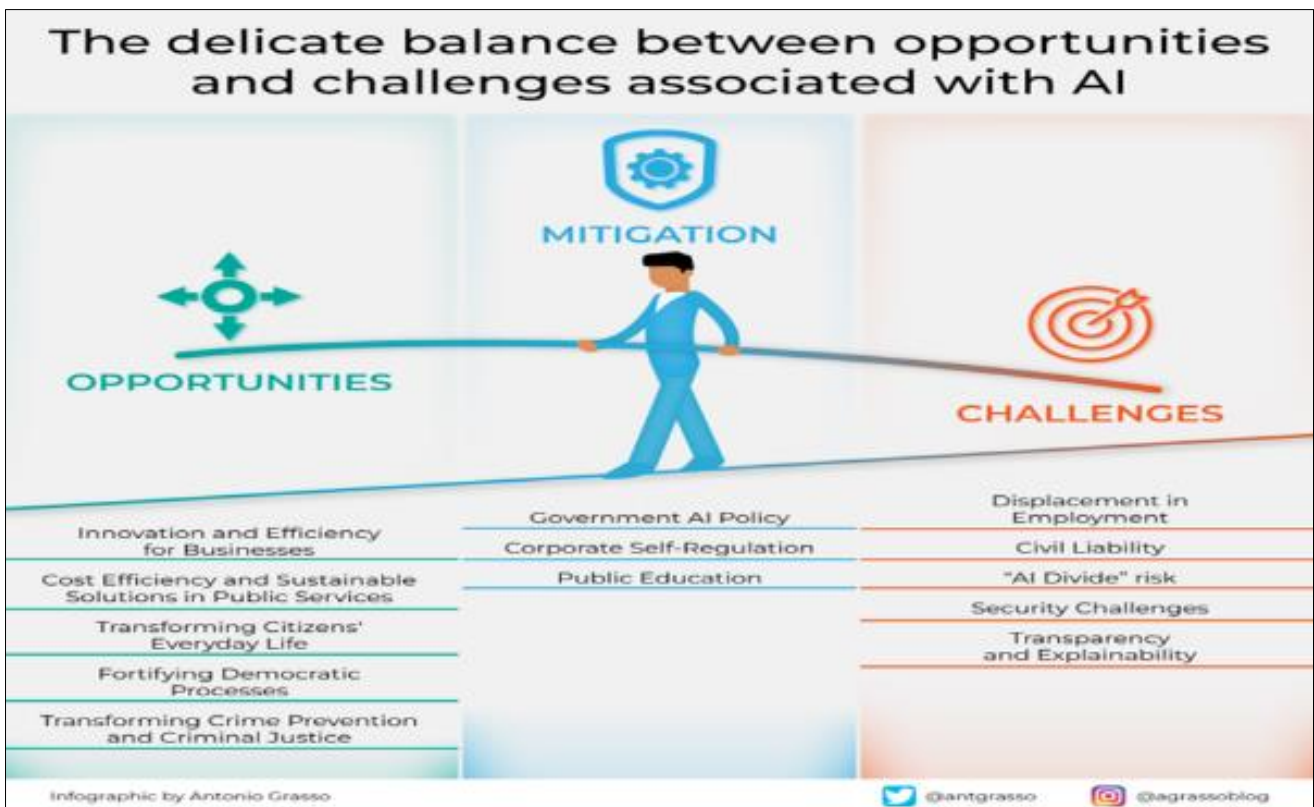 The delicate balance between opportunities
and challenges associated with AI
OPPORTUNITIES
Innovation and Efficiency
for Businesses
Cost Efficiency and Sustainable
Solutions in Public Services
Transforming Citizens'
Everyday Life
Fortifying Democratic
Processes
Transforming Crime Prevention
and Criminal Justice
MITIGATION
Government AI Policy
Corporate Self-Regulation
Public Education
CHALLENGES
Displacement in
Employment
Civil Liability
"AI Divide" risk
Security Challenges
Transparency
and Explainability
Infographic by Antonio Grasso
@antgrasso
@agrassoblog